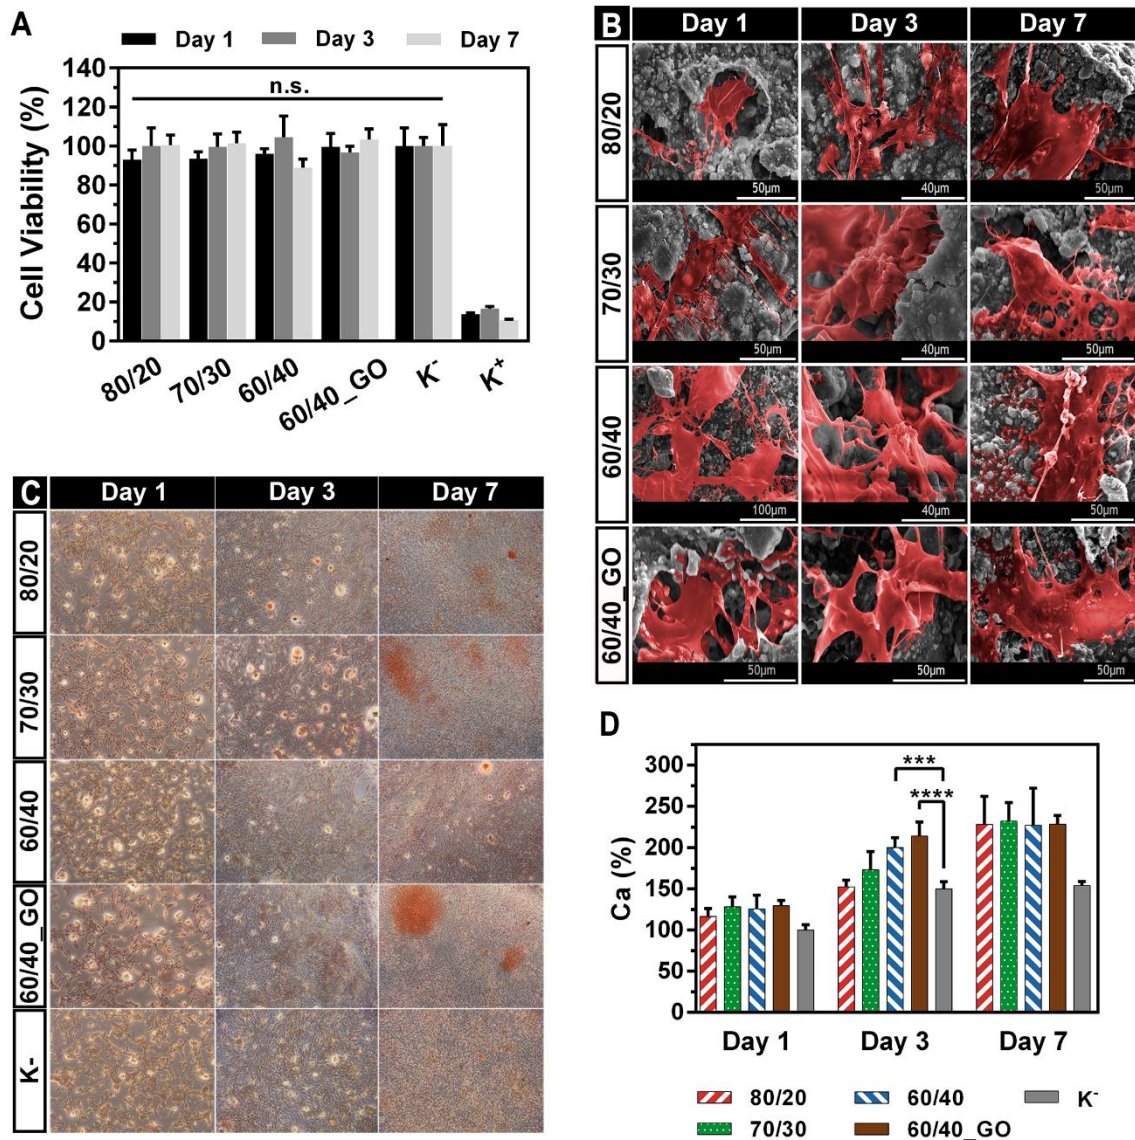 A
Day 1 Day 3 Day 7
n.s.
Cell Viability (%)
140
120
100
80
60
40
20
0
80/20 70/30 60/40 60/40_GO K⁻ K⁺
B Day 1 Day 3 Day 7
80/20
50µm 40µm 50µm
70/30
50µm 40µm 50µm
60/40
100µm 40µm 50µm
60/40_GO
50µm 50µm 50µm
C Day 1 Day 3 Day 7
80/20
70/30
60/40
60/40_GO
K-
D
***
****
Ca (%)
300
250
200
150
100
50
0
Day 1 Day 3 Day 7
80/20 60/40 K⁻
70/30 60/40_GO